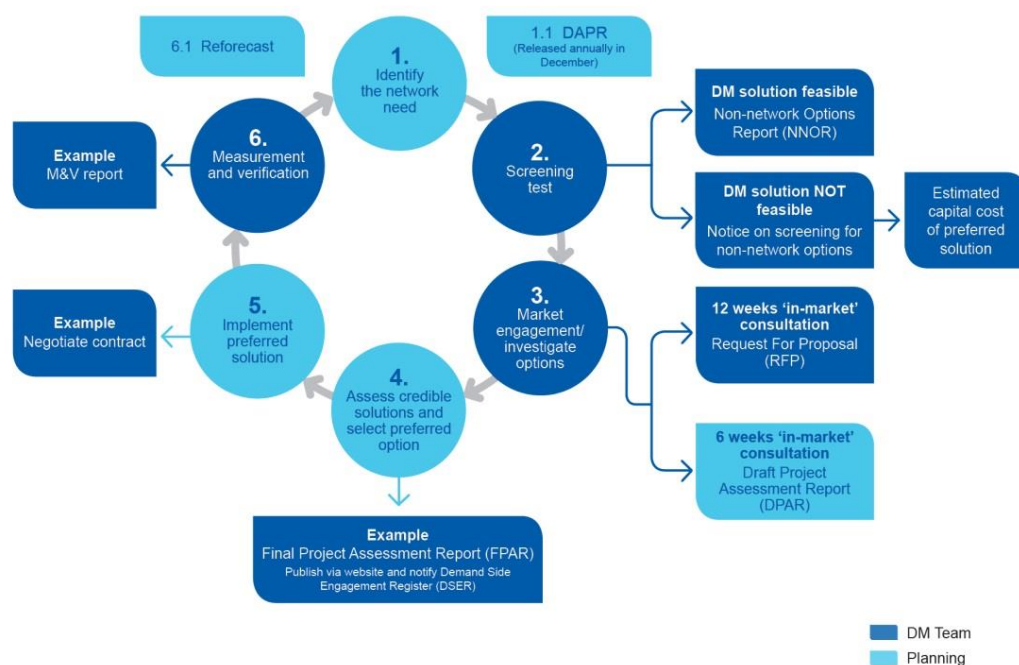 6.1 Reforecast
1.
Identify
the network
need
1.1 DAPR
(Released annually in
December)
2.
Screening
test
DM solution feasible
Non-network Options
Report (NNOR)
DM solution NOT
feasible
Notice on screening for
non-network options
Estimated
capital cost
of preferred
solution
3.
Market
engagement/
investigate
options
12 weeks ‘in-market’
consultation
Request For Proposal
(RFP)
6 weeks ‘in-market’
consultation
Draft Project
Assessment Report
(DPAR)
4.
Assess credible
solutions and
select preferred
option
Example
Final Project Assessment Report (FPAR)
Publish via website and notify Demand Side
Engagement Register (DSER)
5.
Implement
preferred
solution
Example
Negotiate contract
6.
Measurement
and verification
Example
M&V report
DM Team
Planning